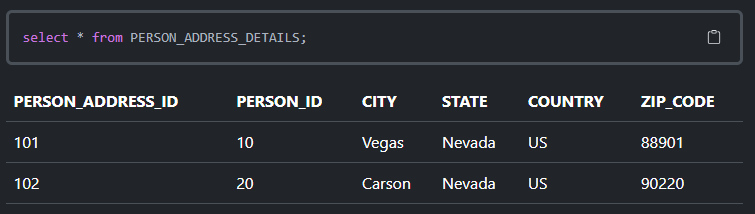 select * from PERSON_ADDRESS_DETAILS;
PERSON_ADDRESS_ID PERSON_ID CITY STATE COUNTRY ZIP_CODE
101 10 Vegas Nevada US 88901
102 20 Carson Nevada US 90220